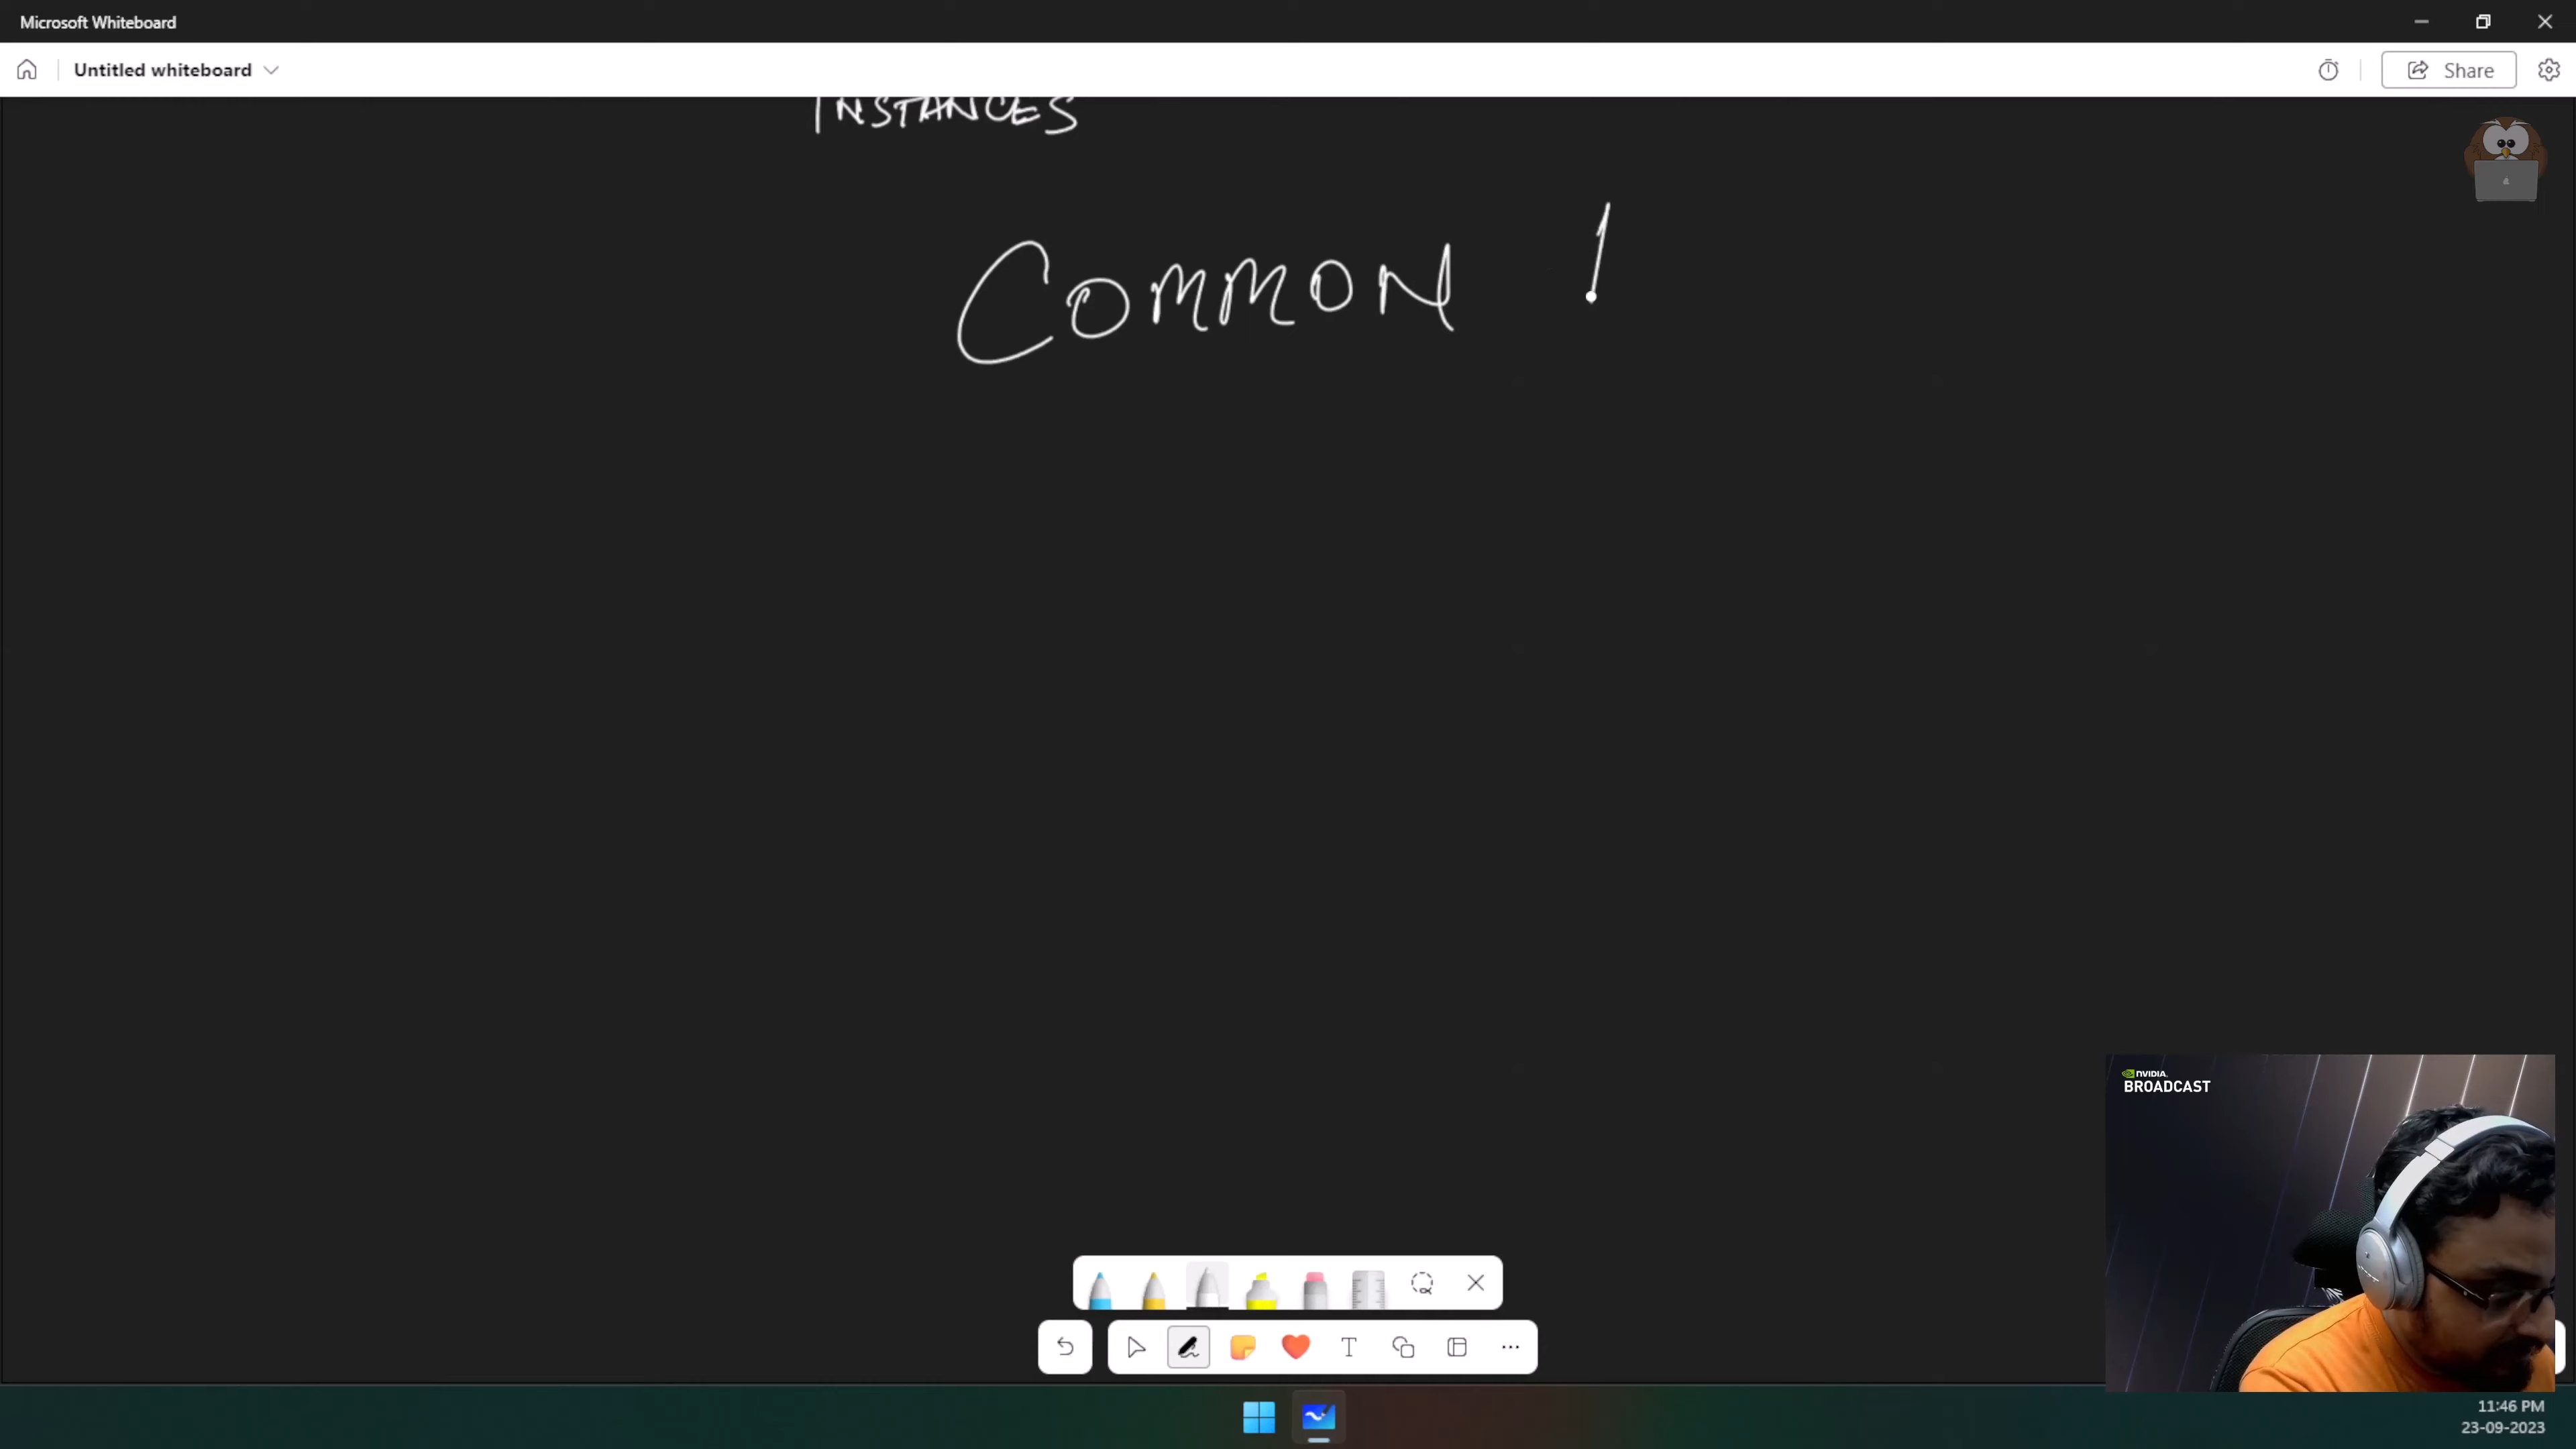 Microsoft Whiteboard
Untitled whiteboard
Share
INSTANCES
COMMON
NVIDIA.
BROADCAST
T
11:46 PM
23-09-2023